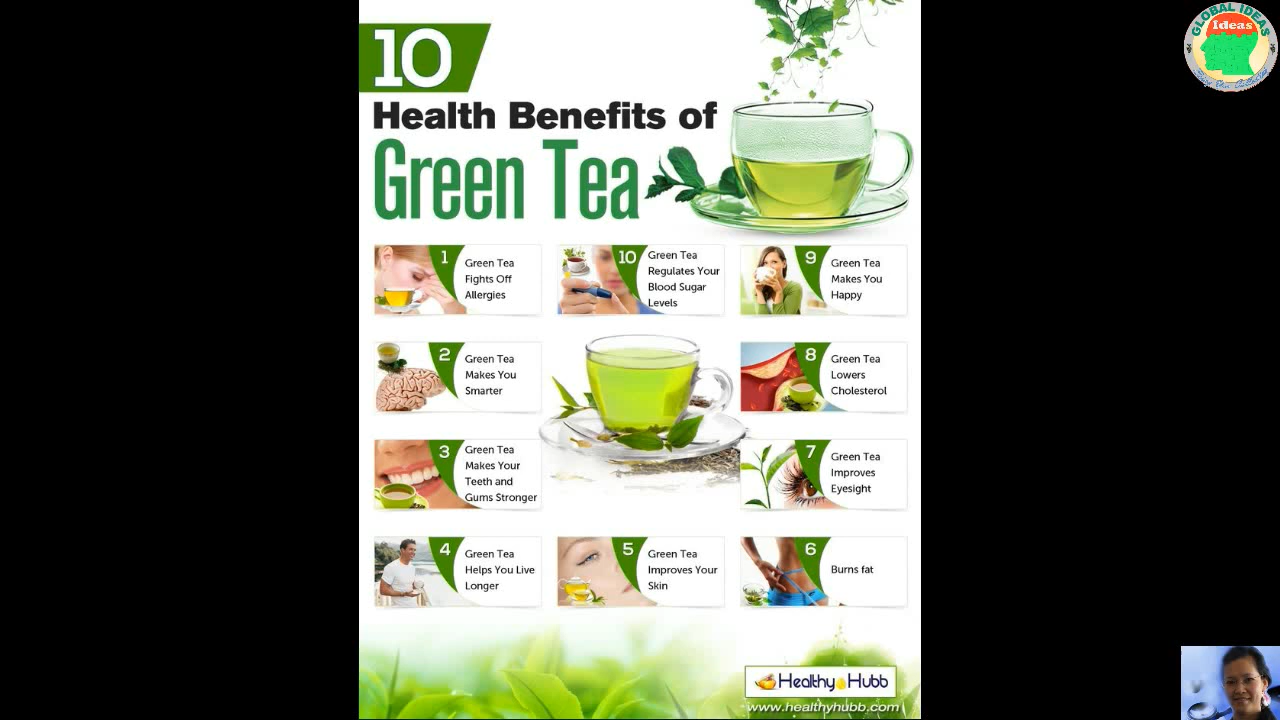 10
Health Benefits of
Green Tea
1
Green Tea
Fights Off
Allergies
2
Green Tea
Makes You
Smarter
3
Green Tea
Makes Your
Teeth and
Gums Stronger
4
Green Tea
Helps You Live
Longer
5
Green Tea
Improves Your
Skin
6
Burns fat
7
Green Tea
Improves
Eyesight
8
Green Tea
Lowers
Cholesterol
9
Green Tea
Makes You
Happy
10
Green Tea
Regulates Your
Blood Sugar
Levels
Healthy Hubb
www.healthyhubb.com
GLOBAL IDEAS
Ideas